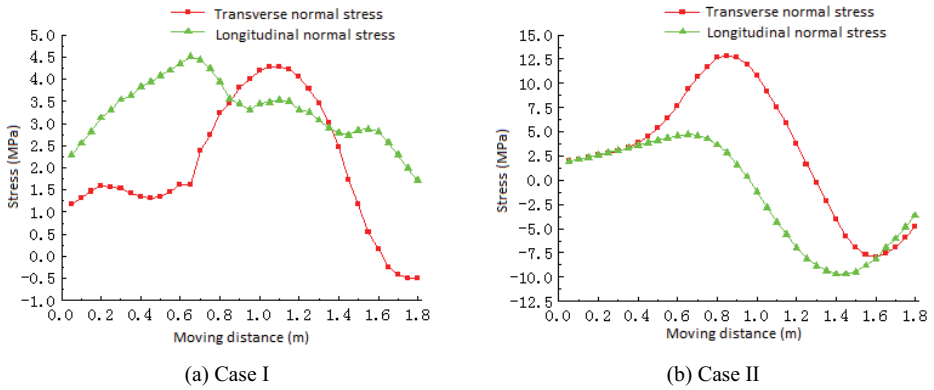 Transverse normal stress
Longitudinal normal stress
5.0
4.5
4.0
3.5
3.0
2.5
2.0
1.5
1.0
0.5
0.0
-0.5
-1.0
Stress (MPa)
0.0 0.2 0.4 0.6 0.8 1.0 1.2 1.4 1.6 1.8
Moving distance (m)
(a) Case I
Transverse normal stress
Longitudinal normal stress
15.0
12.5
10.0
7.5
5.0
2.5
0.0
-2.5
-5.0
-7.5
-10.0
-12.5
Stress (MPa)
0.0 0.2 0.4 0.6 0.8 1.0 1.2 1.4 1.6 1.8
Moving distance (m)
(b) Case II